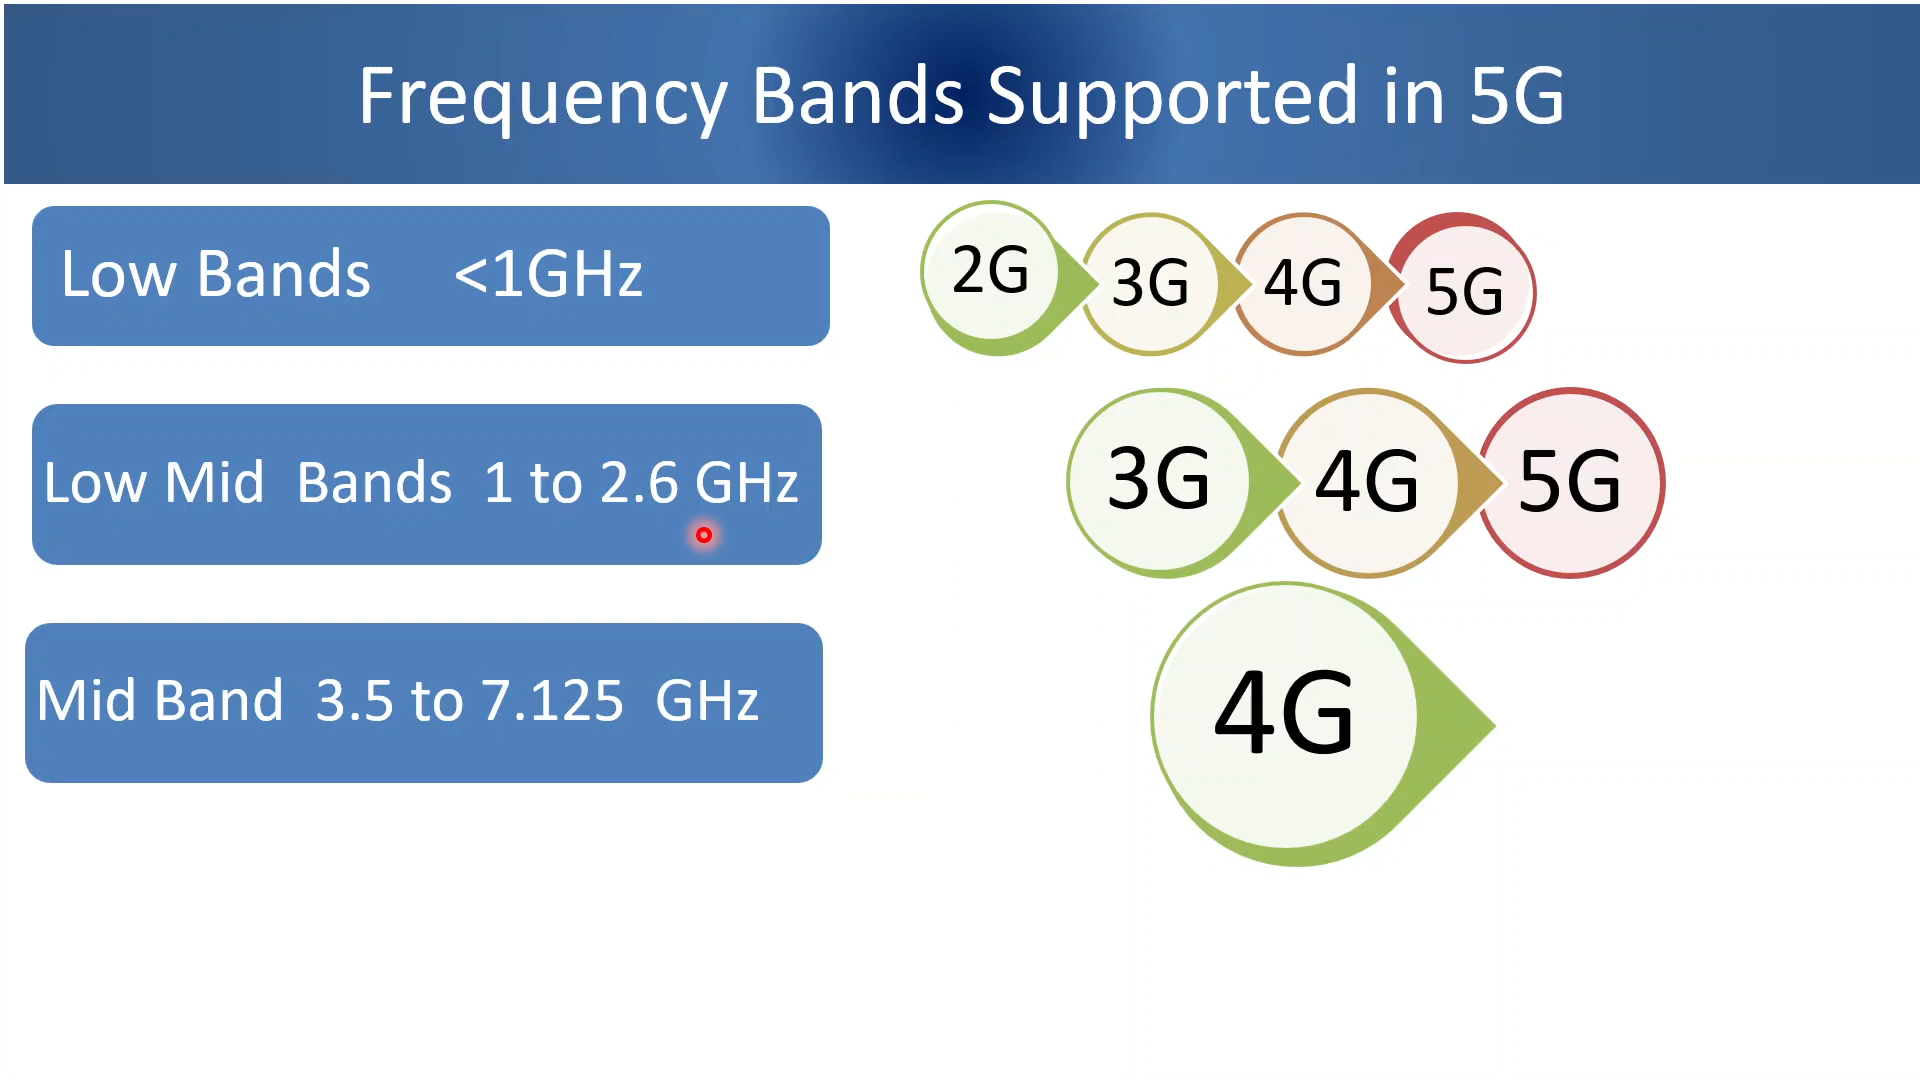 Frequency Bands Supported in 5G
Low Bands <1GHz
2G 3G 4G 5G
Low Mid Bands 1 to 2.6 GHz
3G 4G 5G
Mid Band 3.5 to 7.125 GHz
4G